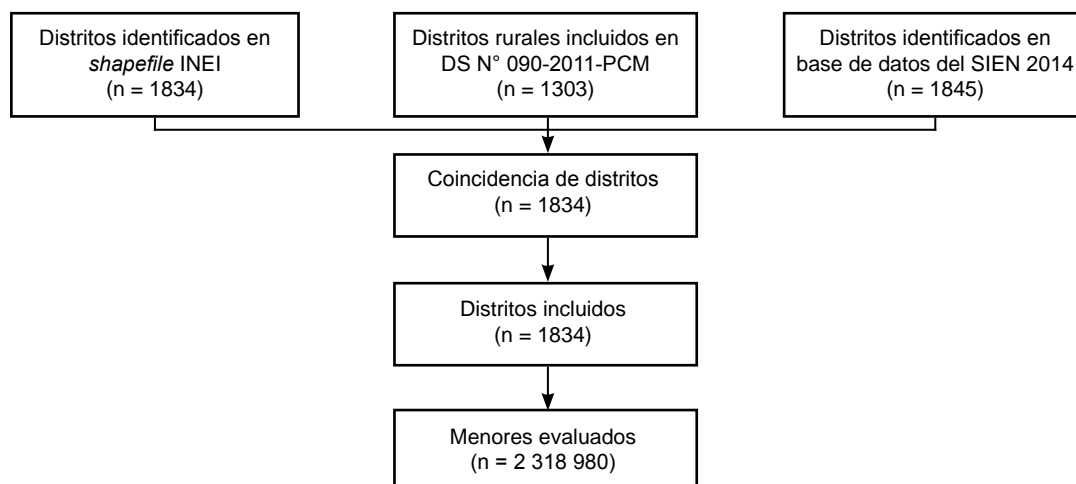 Distritos identificados en
shapefile INEI
(n = 1834)
Distritos rurales incluidos en
DS N° 090-2011-PCM
(n = 1303)
Distritos identificados en
base de datos del SIEN 2014
(n = 1845)
Coincidencia de distritos
(n = 1834)
Distritos incluidos
(n = 1834)
Menores evaluados
(n = 2 318 980)